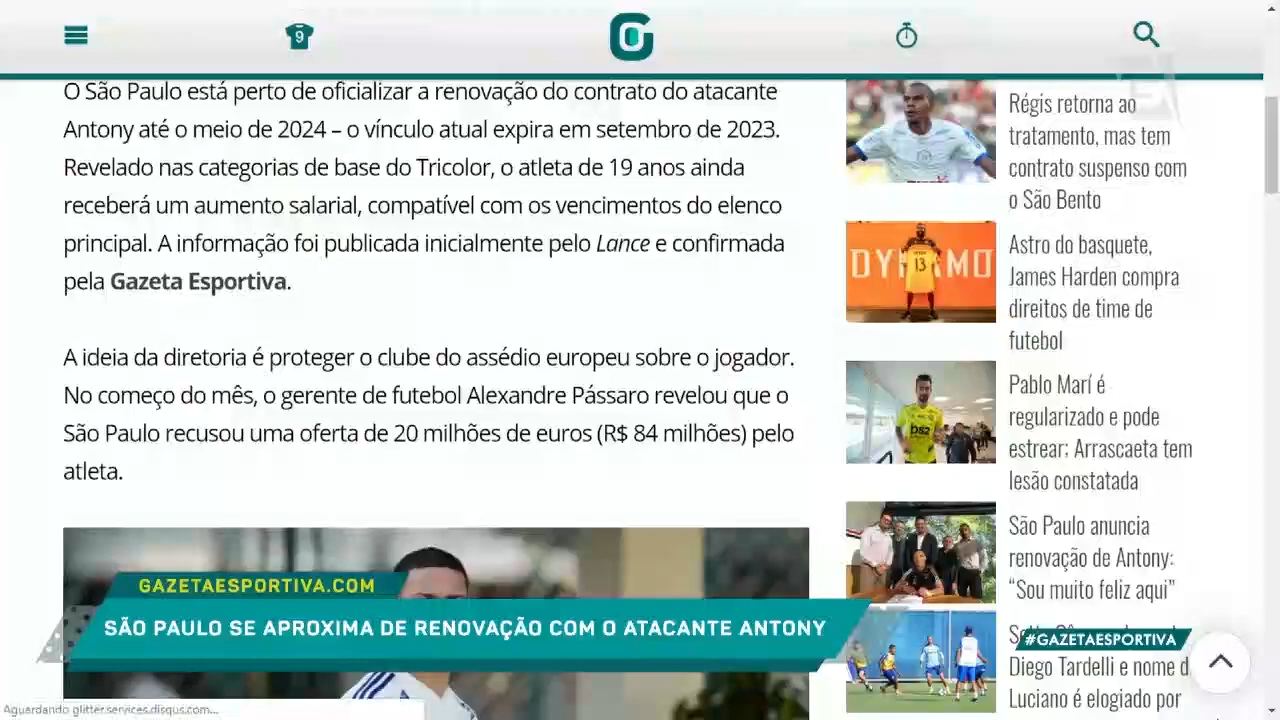 9
O São Paulo está perto de oficializar a renovação do contrato do atacante
Antony até o meio de 2024 – o vínculo atual expira em setembro de 2023.
Revelado nas categorias de base do Tricolor, o atleta de 19 anos ainda
receberá um aumento salarial, compatível com os vencimentos do elenco
principal. A informação foi publicada inicialmente pelo Lance e confirmada
pela Gazeta Esportiva.
A ideia da diretoria é proteger o clube do assédio europeu sobre o jogador.
No começo do mês, o gerente de futebol Alexandre Pássaro revelou que o
São Paulo recusou uma oferta de 20 milhões de euros (R$ 84 milhões) pelo
atleta.
GAZETAESPORTIVA.COM
SÃO PAULO SE APROXIMA DE RENOVAÇÃO COM O ATACANTE ANTONY
Aguardando glitter.services.disqus.com...
Régis retorna ao
tratamento, mas tem
contrato suspenso com
o São Bento
13
Astro do basquete,
James Harden compra
direitos de time de
futebol
Pablo Marí é
regularizado e pode
estrear; Arrascaeta tem
lesão constatada
São Paulo anuncia
renovação de Antony:
“Sou muito feliz aqui”
#GAZETAESPORTIVA
Diego Tardelli e nome d
Luciano é elogiado por